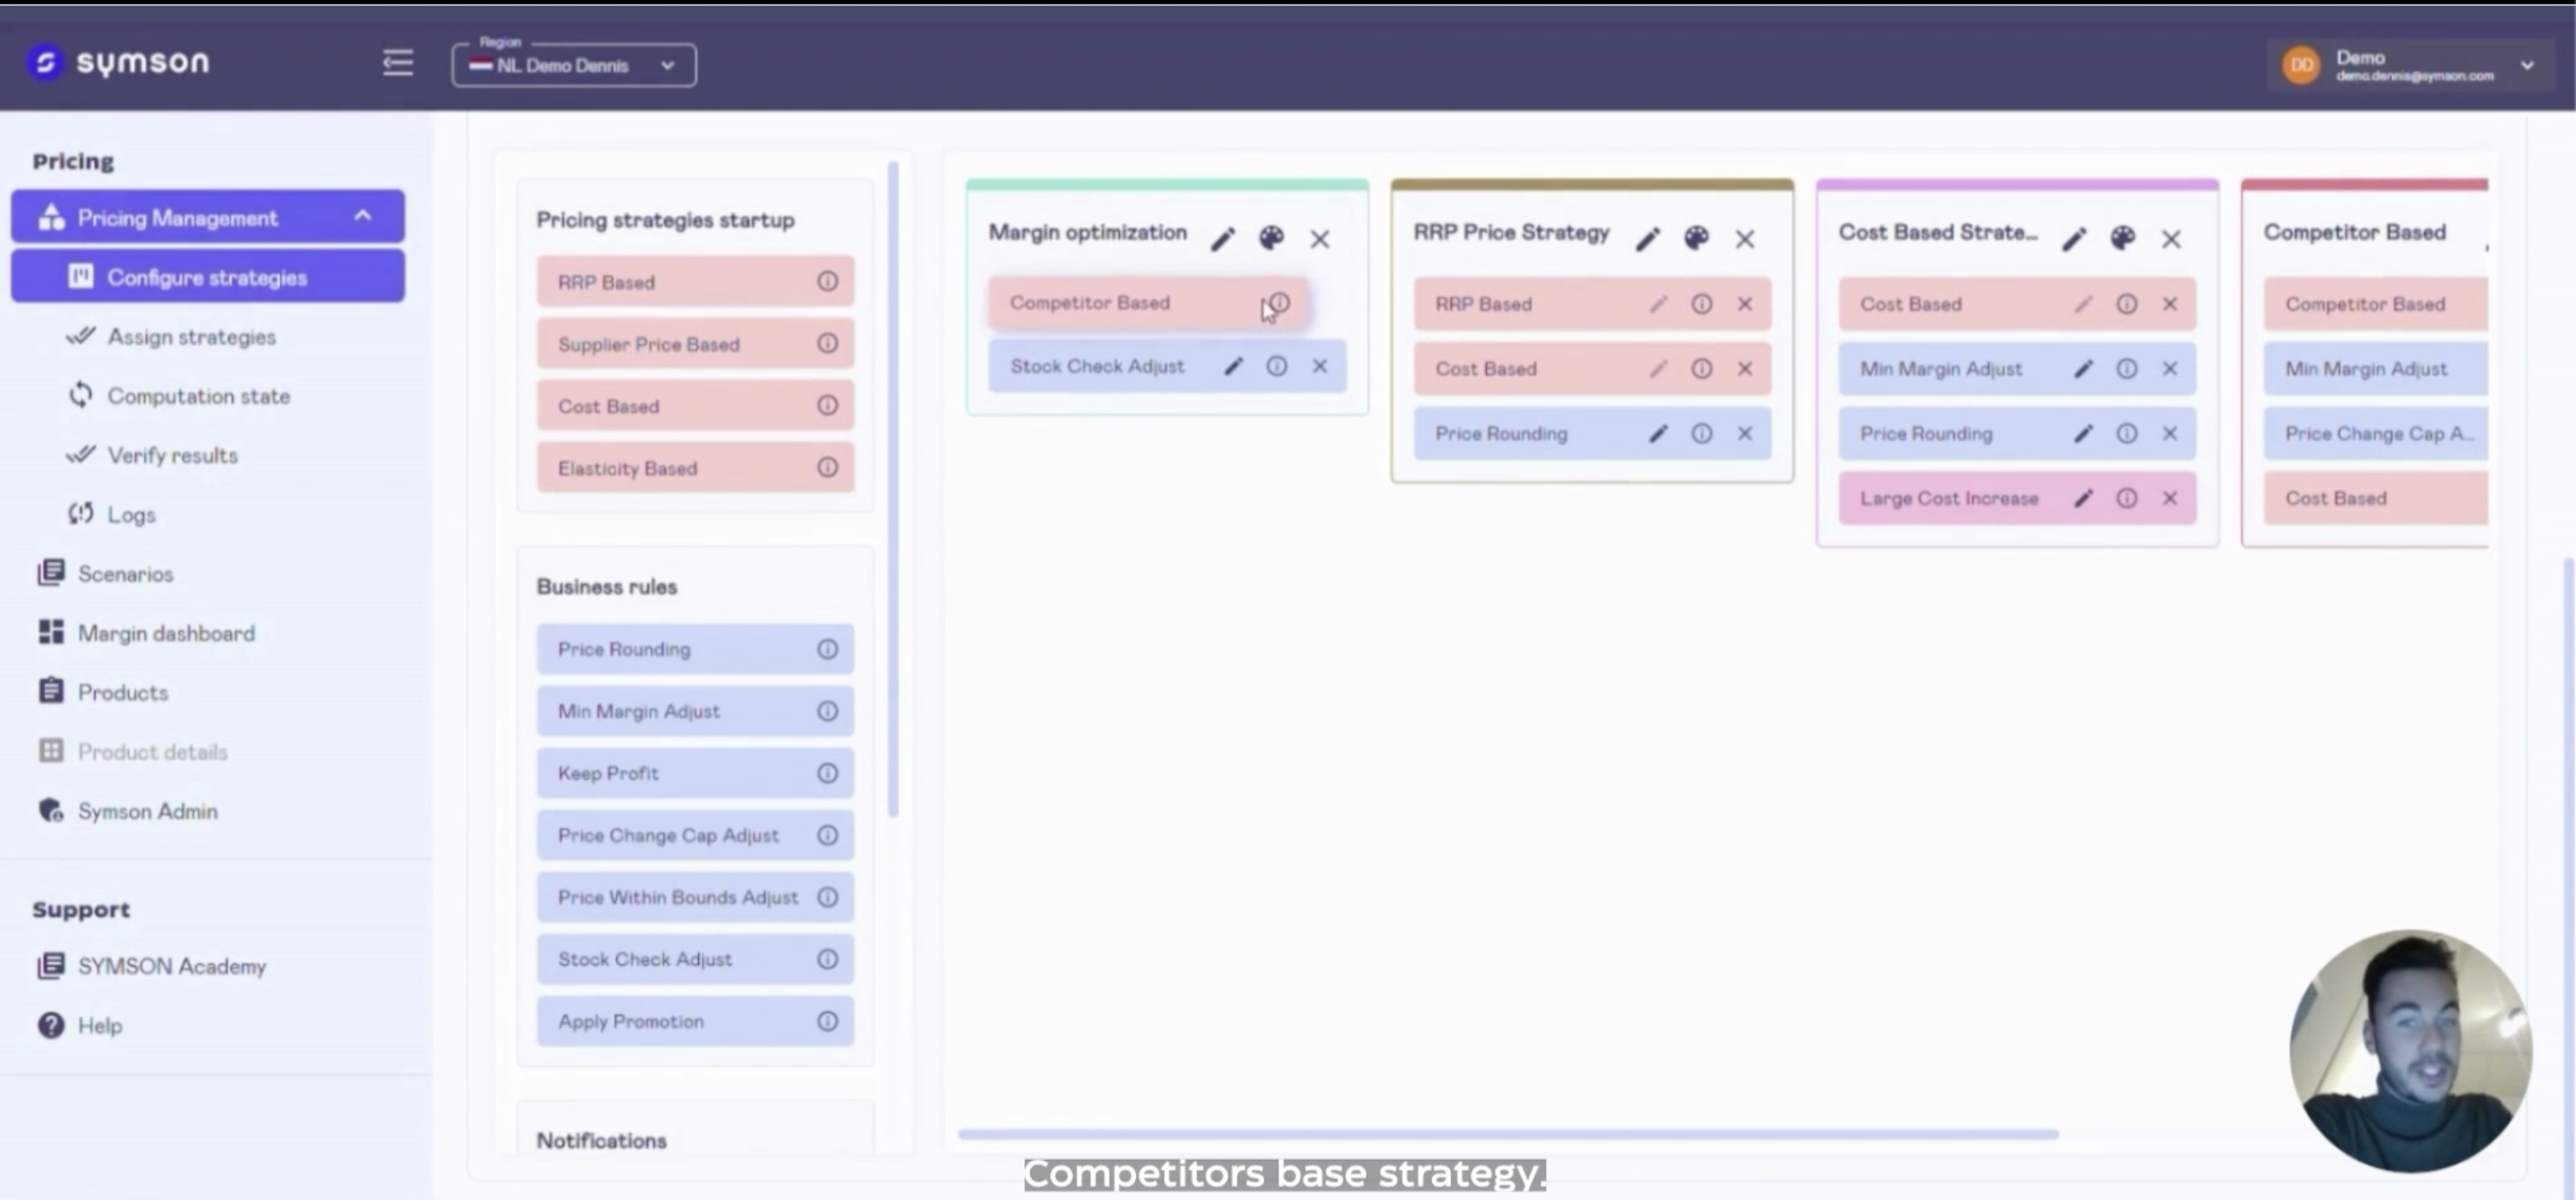 symson
Region
NL Demo Dennis
DD
Demo
demo.dennis@symson.com
Pricing
Pricing Management
Configure strategies
Assign strategies
Computation state
Verify results
Logs
Scenarios
Margin dashboard
Products
Product details
Symson Admin
Support
SYMSON Academy
Help
Pricing strategies startup
RRP Based
Supplier Price Based
Cost Based
Elasticity Based
Business rules
Price Rounding
Min Margin Adjust
Keep Profit
Price Change Cap Adjust
Price Within Bounds Adjust
Stock Check Adjust
Apply Promotion
Notifications
Margin optimization
Competitor Based
Stock Check Adjust
RRP Price Strategy
RRP Based
Cost Based
Price Rounding
Cost Based Strate...
Cost Based
Min Margin Adjust
Price Rounding
Large Cost Increase
Competitor Based
Competitor Based
Min Margin Adjust
Price Change Cap A...
Cost Based
Competitors base strategy.